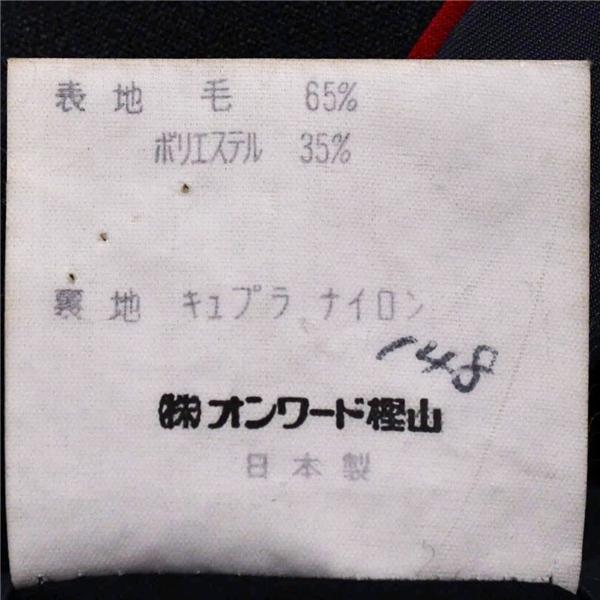 表地 毛 65%
ポリエステル 35%
裏地 キュプラ ナイロン
148
㈱オンワード樫山
日本製